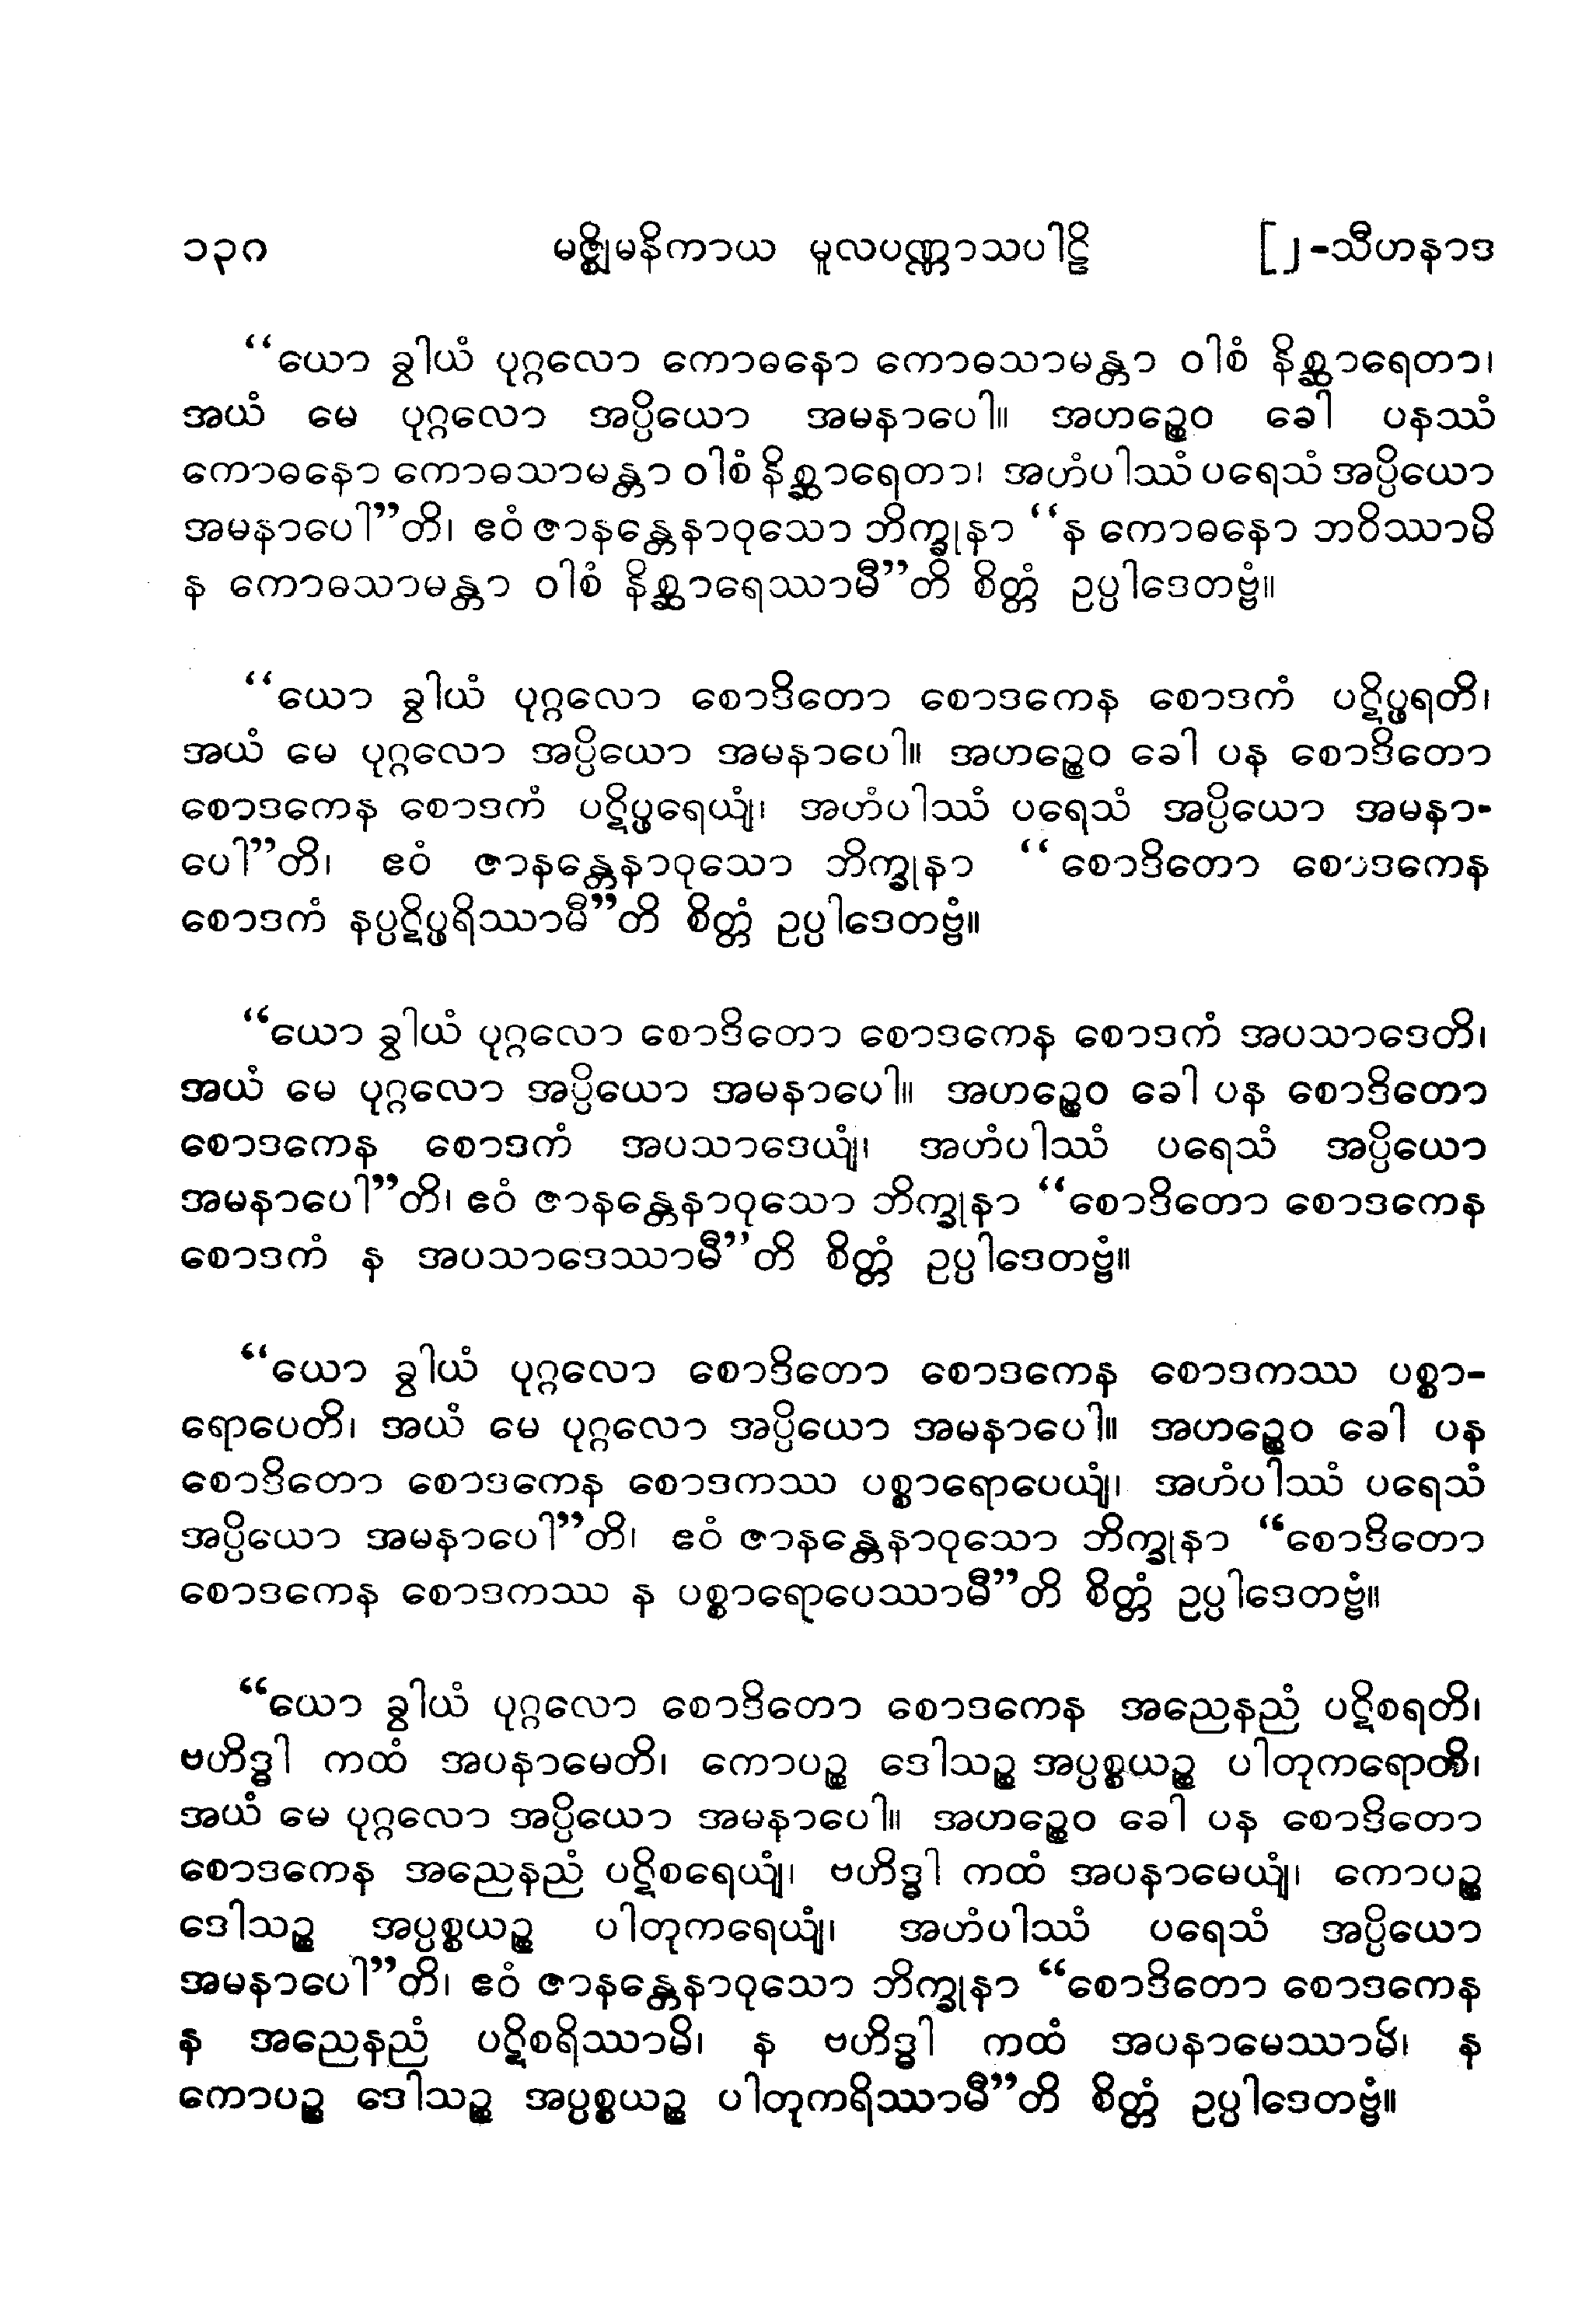 ၁၃၈ မဇ္ဈိမနိကာယ မူလပဏ္ဏာသပါဠိ [၂-သီဟနာဒ
“ယော ခွါယံ ပုဂ္ဂလော ကောဓနော ကောဓသာမန္တာ ဝါစံ နိစ္ဆာရေတာ၊
အယံ မေ ပုဂ္ဂလော အပ္ပိယော အမနာပေါ။ အဟဉ္စေဝ ခေါ ပနဿံ
ကောဓနော ကောဓသာမန္တာ ဝါစံ နိစ္ဆာရေတာ၊ အဟံပါဿံ ပရေသံ အပ္ပိယော
အမနာပေါ”တိ၊ ဧဝံ ဇာနန္တေနာဝုသော ဘိက္ခုနာ “န ကောဓနော ဘဝိဿာမိ
န ကောဓသာမန္တာ ဝါစံ နိစ္ဆာရေဿာမီ”တိ စိတ္တံ ဥပ္ပါဒေတဗ္ဗံ။
“ယော ခွါယံ ပုဂ္ဂလော စောဒိတော စောဒကေန စောဒကံ ပဋိပ္ဖရတိ၊
အယံ မေ ပုဂ္ဂလော အပ္ပိယော အမနာပေါ။ အဟဉ္စေဝ ခေါ ပန စောဒိတော
စောဒကေန စောဒကံ ပဋိပ္ဖရေယျံ၊ အဟံပါဿံ ပရေသံ အပ္ပိယော အမနာ-
ပေါ”တိ၊ ဧဝံ ဇာနန္တေနာဝုသော ဘိက္ခုနာ “စောဒိတော စောဒကေန
စောဒကံ နပ္ပဋိပ္ဖရိဿာမီ”တိ စိတ္တံ ဥပ္ပါဒေတဗ္ဗံ။
“ယော ခွါယံ ပုဂ္ဂလော စောဒိတော စောဒကေန စောဒကံ အပသာဒေတိ၊
အယံ မေ ပုဂ္ဂလော အပ္ပိယော အမနာပေါ။ အဟဉ္စေဝ ခေါ ပန စောဒိတော
စောဒကေန စောဒကံ အပသာဒေယျံ၊ အဟံပါဿံ ပရေသံ အပ္ပိယော
အမနာပေါ”တိ၊ ဧဝံ ဇာနန္တေနာဝုသော ဘိက္ခုနာ “စောဒိတော စောဒကေန
စောဒကံ န အပသာဒေဿာမီ”တိ စိတ္တံ ဥပ္ပါဒေတဗ္ဗံ။
“ယော ခွါယံ ပုဂ္ဂလော စောဒိတော စောဒကေန စောဒကဿ ပစ္စာ-
ရောပေတိ၊ အယံ မေ ပုဂ္ဂလော အပ္ပိယော အမနာပေါ။ အဟဉ္စေဝ ခေါ ပန
စောဒိတော စောဒကေန စောဒကဿ ပစ္စာရောပေယျံ၊ အဟံပါဿံ ပရေသံ
အပ္ပိယော အမနာပေါ”တိ၊ ဧဝံ ဇာနန္တေနာဝုသော ဘိက္ခုနာ “စောဒိတော
စောဒကေန စောဒကဿ န ပစ္စာရောပေဿာမီ”တိ စိတ္တံ ဥပ္ပါဒေတဗ္ဗံ။
“ယော ခွါယံ ပုဂ္ဂလော စောဒိတော စောဒကေန အညေနညံ ပဋိစရတိ၊
ဗဟိဒ္ဓါ ကထံ အပနာမေတိ၊ ကောပဉ္စ ဒေါသဉ္စ အပ္ပစ္စယဉ္စ ပါတုကရောတိ၊
အယံ မေ ပုဂ္ဂလော အပ္ပိယော အမနာပေါ။ အဟဉ္စေဝ ခေါ ပန စောဒိတော
စောဒကေန အညေနညံ ပဋိစရေယျံ၊ ဗဟိဒ္ဓါ ကထံ အပနာမေယျံ၊ ကောပဉ္စ
ဒေါသဉ္စ အပ္ပစ္စယဉ္စ ပါတုကရေယျံ၊ အဟံပါဿံ ပရေသံ အပ္ပိယော
အမနာပေါ”တိ၊ ဧဝံ ဇာနန္တေနာဝုသော ဘိက္ခုနာ “စောဒိတော စောဒကေန
န အညေနညံ ပဋိစရိဿာမိ၊ န ဗဟိဒ္ဓါ ကထံ အပနာမေဿာမိ၊ န
ကောပဉ္စ ဒေါသဉ္စ အပ္ပစ္စယဉ္စ ပါတုကရိဿာမီ”တိ စိတ္တံ ဥပ္ပါဒေတဗ္ဗံ။